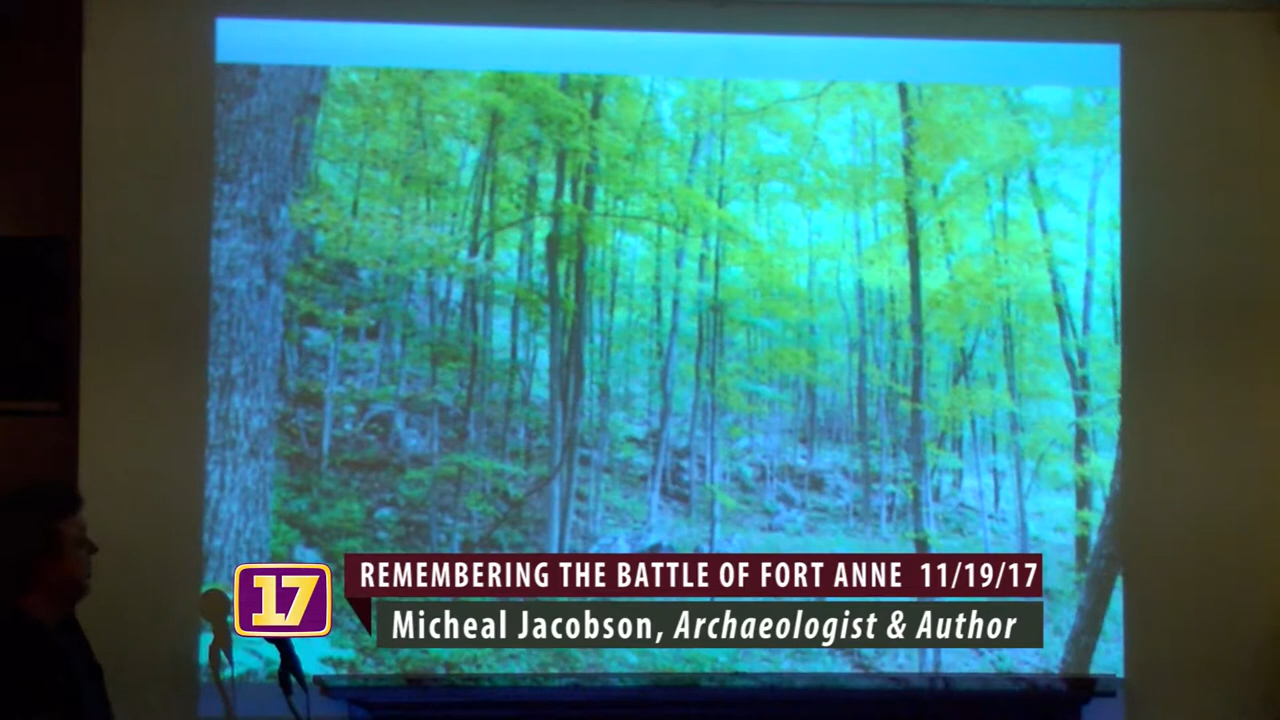 17
REMEMBERING THE BATTLE OF FORT ANNE 11/19/17
Micheal Jacobson, Archaeologist & Author